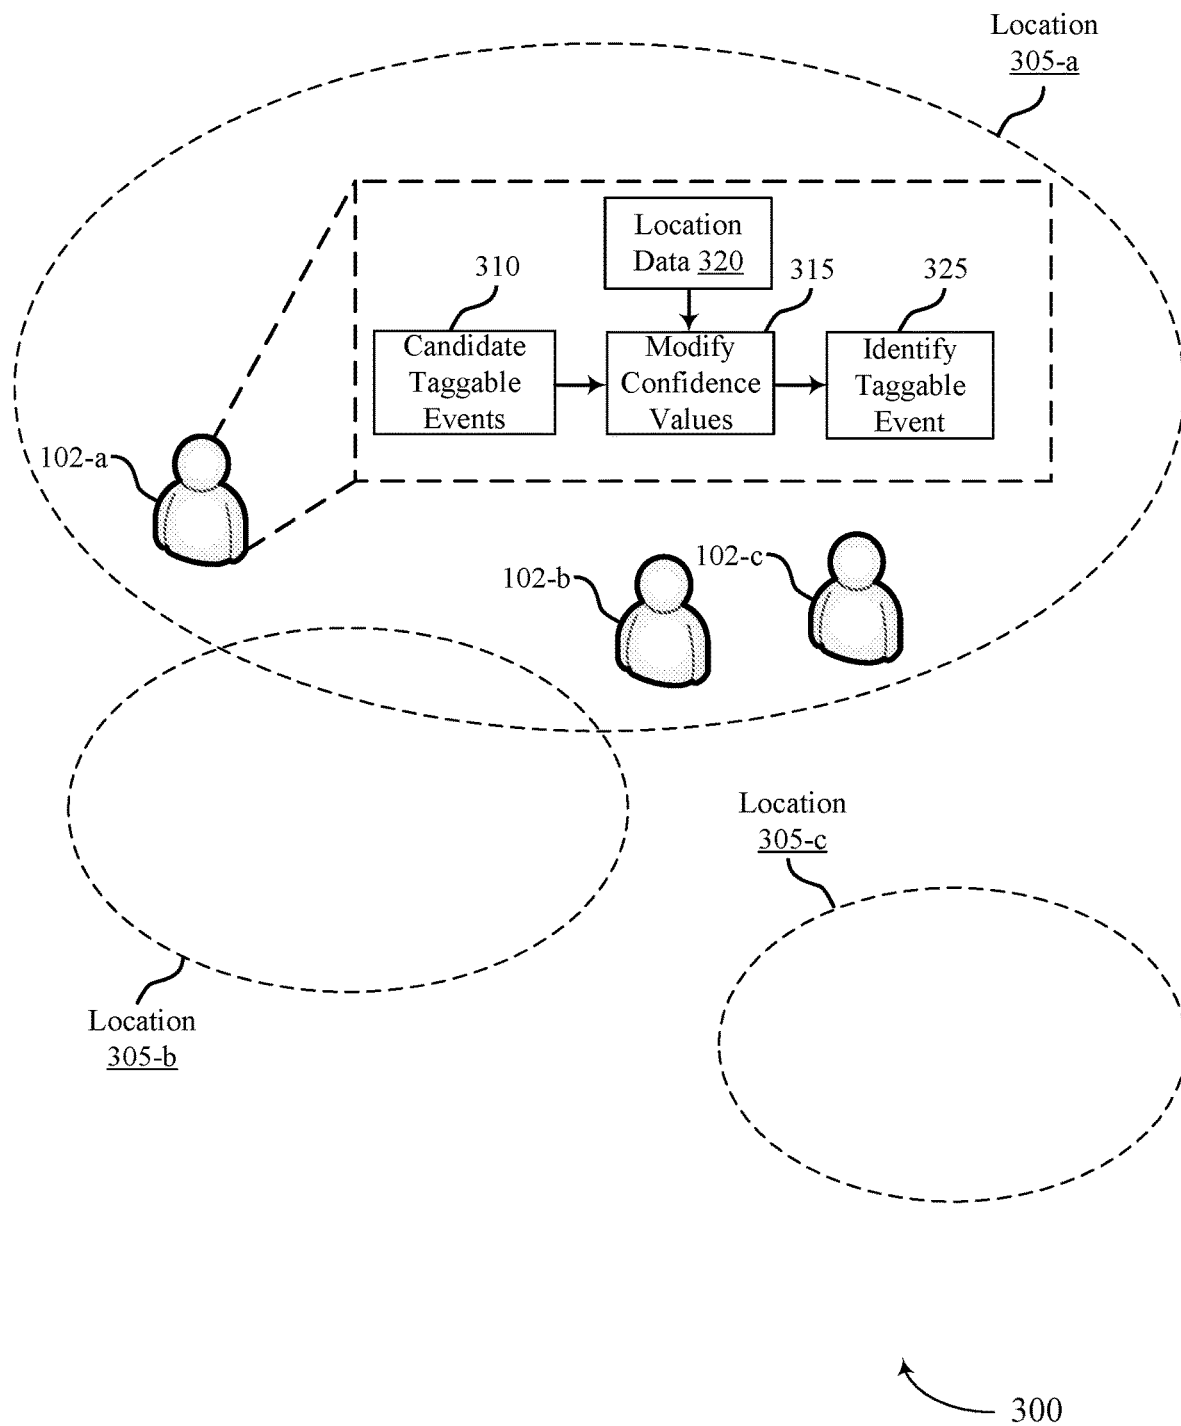 Location
305-a
Location
Data 320
310
315
325
Candidate
Taggable
Events
Modify
Confidence
Values
Identify
Taggable
Event
102-a
102-b
102-c
Location
305-c
Location
305-b
300